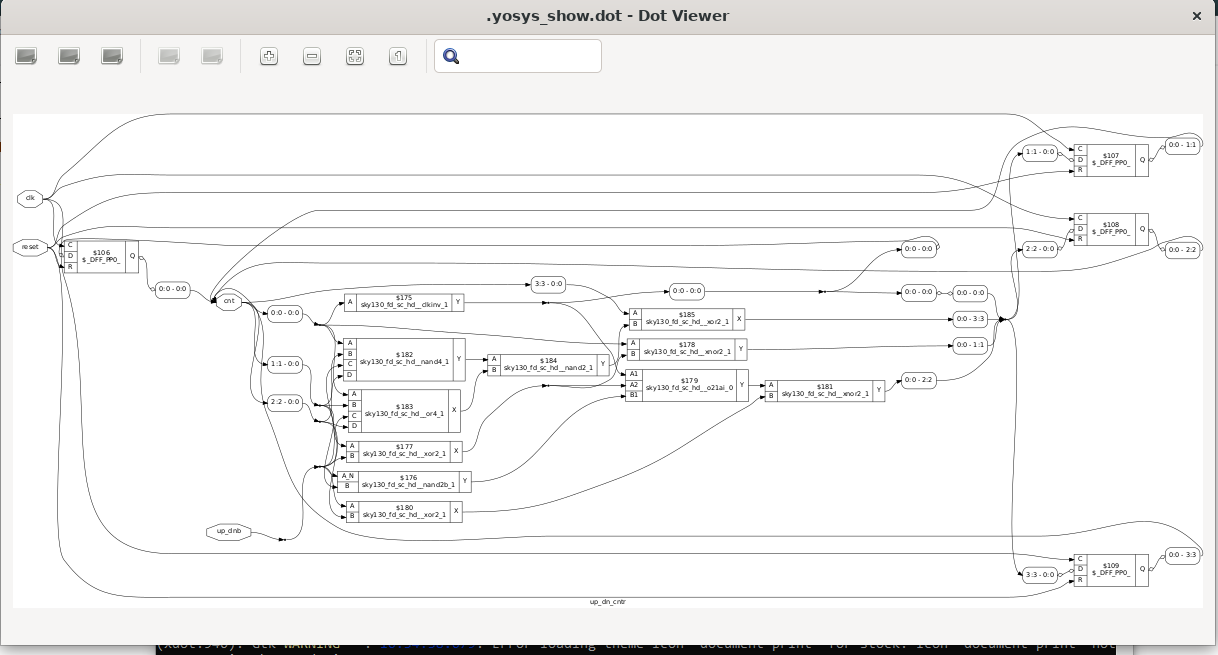 .yosys_show.dot - Dot Viewer
clk
reset
C
D
R
$106
$_DFF_PP0_
Q
0:0 - 0:0
cnt
0:0 - 0:0
1:1 - 0:0
2:2 - 0:0
up_dnb
A
$175
sky130_fd_sc_hd__clkinv_1
Y
A
B
C
D
$182
sky130_fd_sc_hd__nand4_1
Y
A
B
C
D
$183
sky130_fd_sc_hd__or4_1
X
A
B
$177
sky130_fd_sc_hd__xor2_1
X
A_N
B
$176
sky130_fd_sc_hd__nand2b_1
Y
A
B
$180
sky130_fd_sc_hd__xor2_1
X
3:3 - 0:0
A
B
$184
sky130_fd_sc_hd__nand2_1
Y
0:0 - 0:0
A
B
$185
sky130_fd_sc_hd__xor2_1
X
A
B
$178
sky130_fd_sc_hd__xnor2_1
Y
A1
A2
B1
$179
sky130_fd_sc_hd__o21ai_0
Y
A
B
$181
sky130_fd_sc_hd__xnor2_1
Y
0:0 - 0:0
0:0 - 0:0
0:0 - 0:0
0:0 - 3:3
0:0 - 1:1
0:0 - 2:2
1:1 - 0:0
C
D
R
$107
$_DFF_PP0_
Q
0:0 - 1:1
2:2 - 0:0
C
D
R
$108
$_DFF_PP0_
Q
0:0 - 2:2
3:3 - 0:0
C
D
R
$109
$_DFF_PP0_
Q
0:0 - 3:3
up_dn_cntr